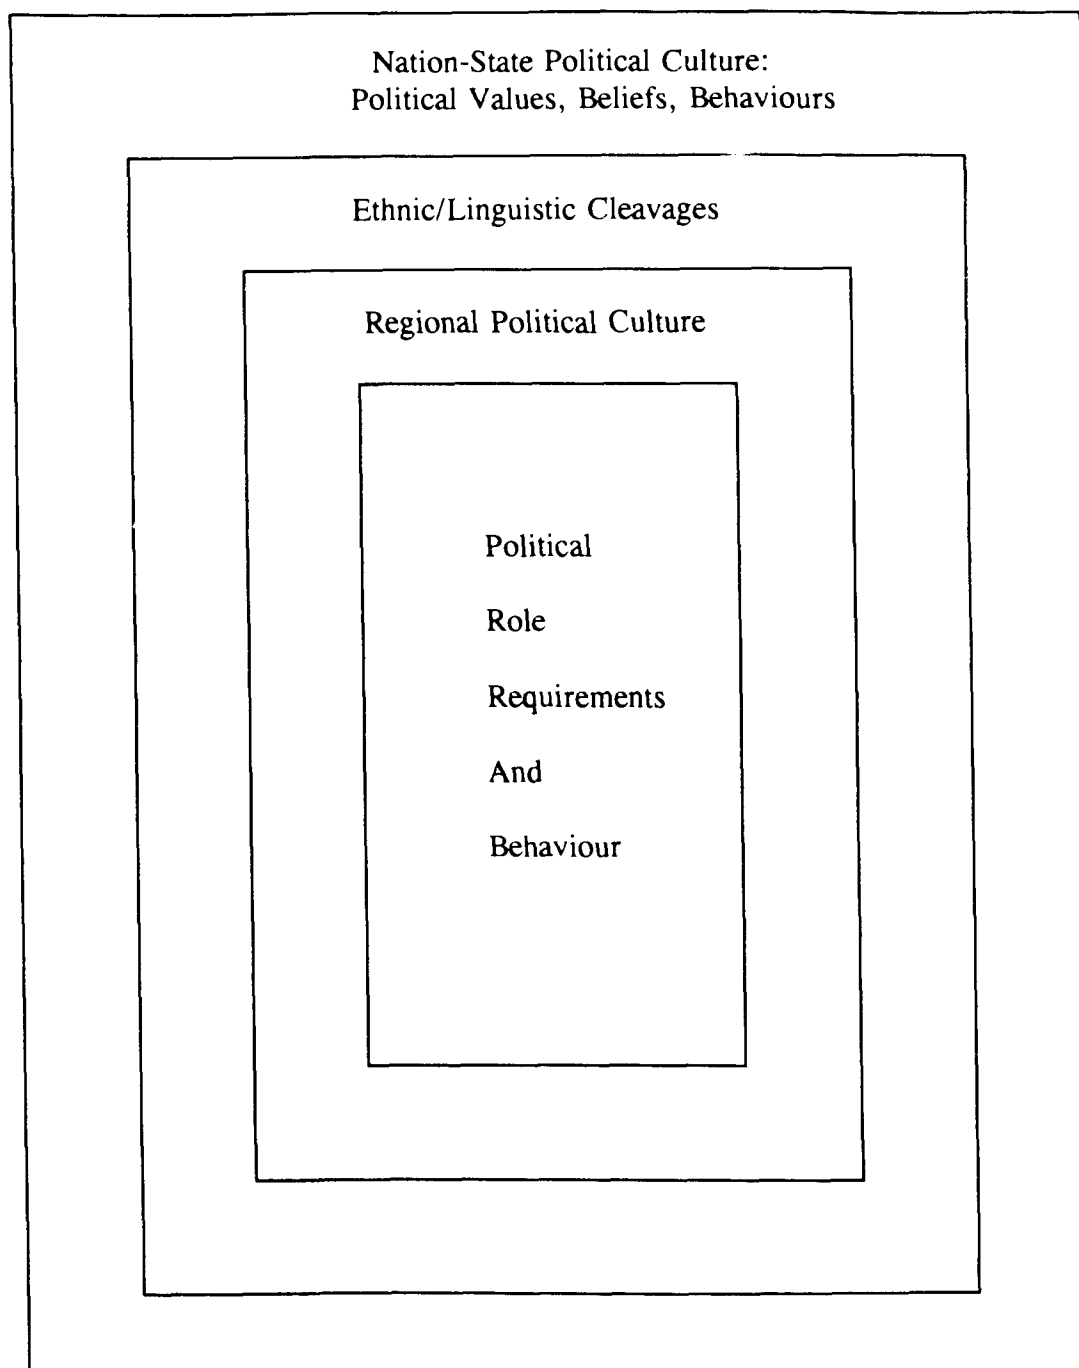 Nation-State Political Culture:
Political Values, Beliefs, Behaviours
Ethnic/Linguistic Cleavages
Regional Political Culture
Political
Role
Requirements
And
Behaviour